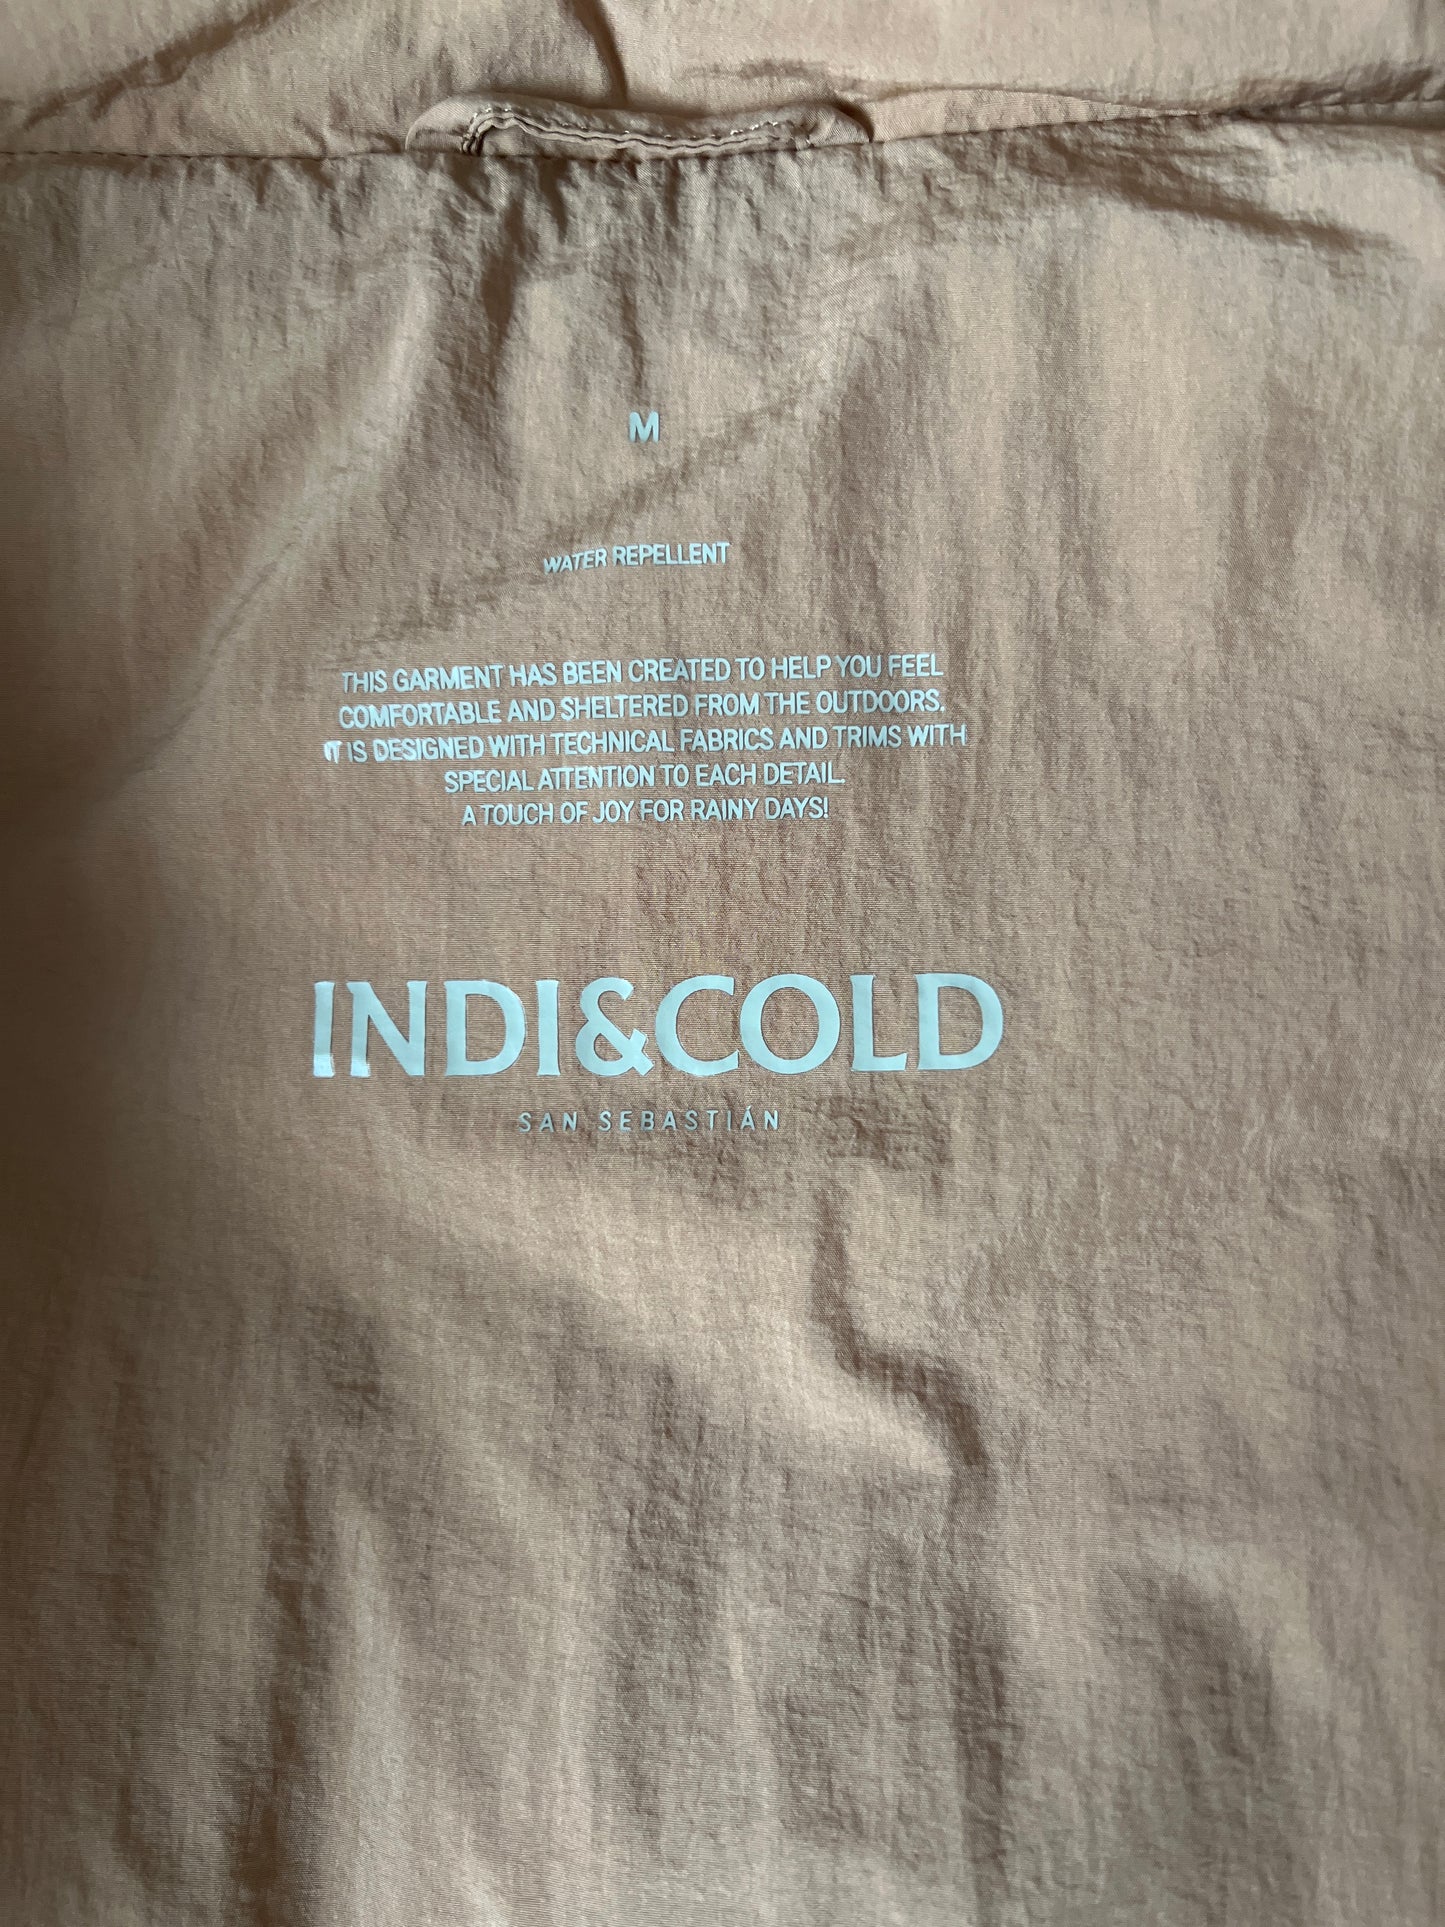 M
WATER REPELLENT
THIS GARMENT HAS BEEN CREATED TO HELP YOU FEEL
COMFORTABLE AND SHELTERED FROM THE OUTDOORS.
IT IS DESIGNED WITH TECHNICAL FABRICS AND TRIMS WITH
SPECIAL ATTENTION TO EACH DETAIL.
A TOUCH OF JOY FOR RAINY DAYS!
INDI&COLD
SAN SEBASTIÁN